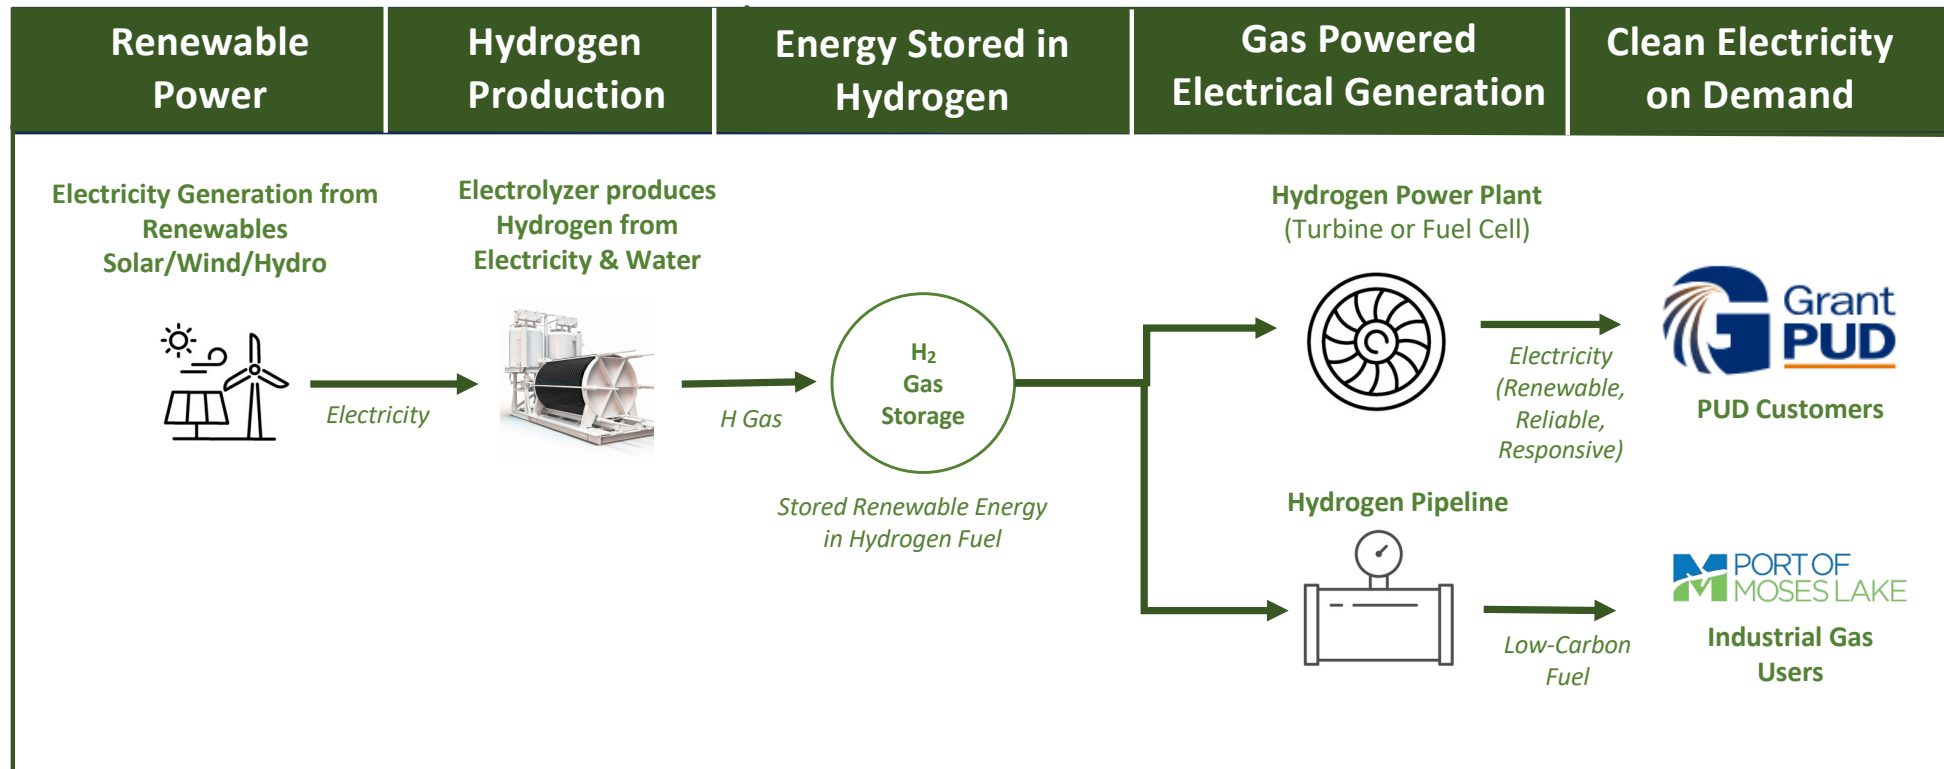 Renewable
Power
Hydrogen
Production
Energy Stored in
Hydrogen
Gas Powered
Electrical Generation
Clean Electricity
on Demand
Electricity Generation from
Renewables
Solar/Wind/Hydro
Electricity
Electrolyzer produces
Hydrogen from
Electricity & Water
H Gas
H₂
Gas
Storage
Stored Renewable Energy
in Hydrogen Fuel
Hydrogen Power Plant
(Turbine or Fuel Cell)
Electricity
(Renewable,
Reliable,
Responsive)
Grant
PUD
PUD Customers
Hydrogen Pipeline
Low-Carbon
Fuel
PORT OF
MOSES LAKE
Industrial Gas
Users